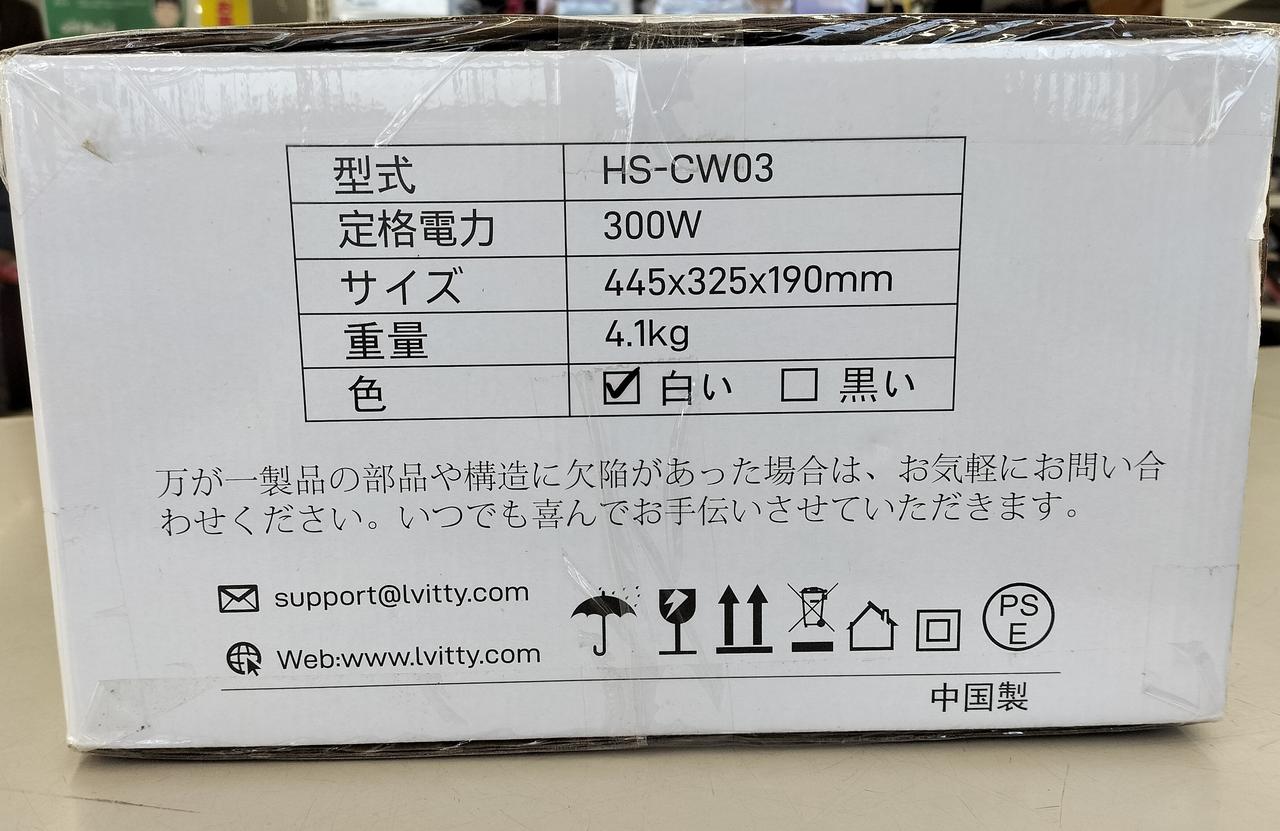 型式 HS-CW03
定格電力 300W
サイズ 445x325x190mm
重量 4.1kg
色 ☑ 白い ☐ 黒い
万が一製品の部品や構造に欠陥があった場合は、お気軽にお問い合
わせください。いつでも喜んでお手伝いさせていただきます。
support@lvitty.com
Web:www.lvitty.com
PS
E
中国製